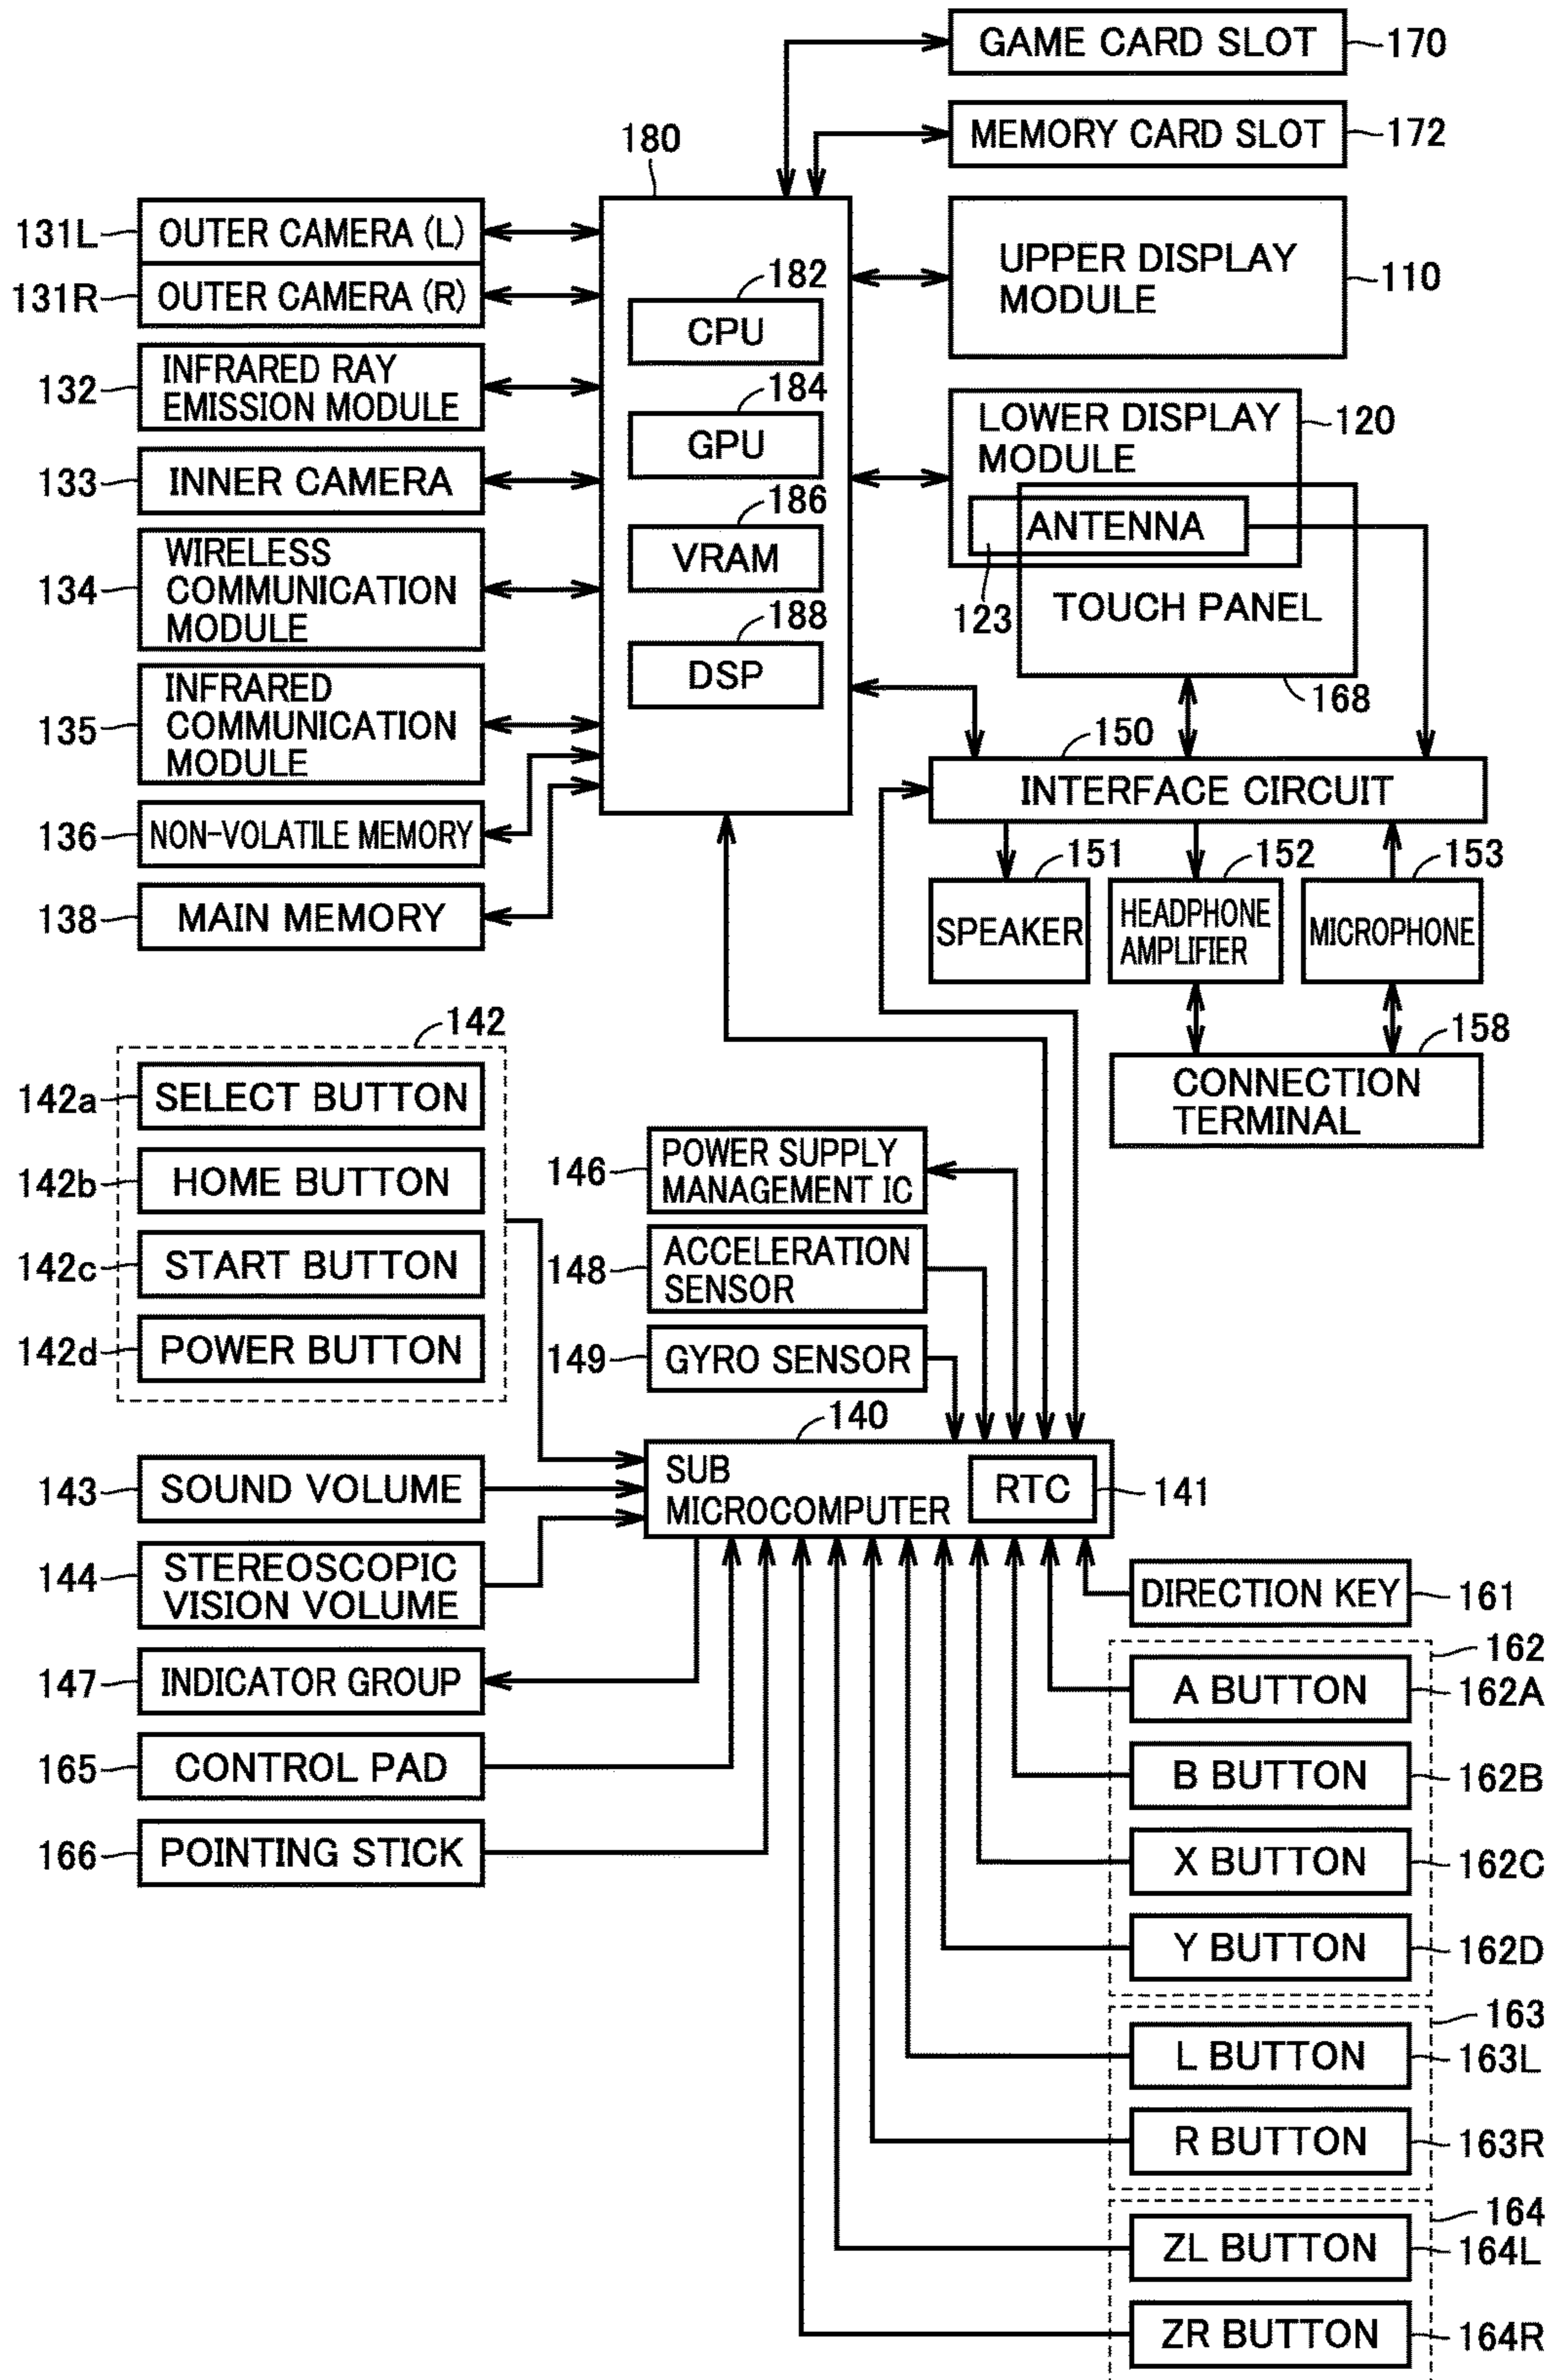 GAME CARD SLOT 170
MEMORY CARD SLOT 172
180
131L OUTER CAMERA (L)
131R OUTER CAMERA (R)
132 INFRARED RAY
EMISSION MODULE
133 INNER CAMERA
134 WIRELESS
COMMUNICATION
MODULE
135 INFRARED
COMMUNICATION
MODULE
136 NON-VOLATILE MEMORY
138 MAIN MEMORY
182
CPU
184
GPU
186
VRAM
188
DSP
UPPER DISPLAY
MODULE
110
LOWER DISPLAY
MODULE
120
ANTENNA
123
TOUCH PANEL
168
150
INTERFACE CIRCUIT
151
SPEAKER
152
HEADPHONE
AMPLIFIER
153
MICROPHONE
158
CONNECTION
TERMINAL
142
142a SELECT BUTTON
142b HOME BUTTON
142c START BUTTON
142d POWER BUTTON
146 POWER SUPPLY
MANAGEMENT IC
148 ACCELERATION
SENSOR
149 GYRO SENSOR
140
SUB
MICROCOMPUTER
RTC 141
143 SOUND VOLUME
144 STEREOSCOPIC
VISION VOLUME
147 INDICATOR GROUP
165 CONTROL PAD
166 POINTING STICK
DIRECTION KEY 161
162
A BUTTON 162A
B BUTTON 162B
X BUTTON 162C
Y BUTTON 162D
163
L BUTTON 163L
R BUTTON 163R
164
ZL BUTTON 164L
ZR BUTTON 164R